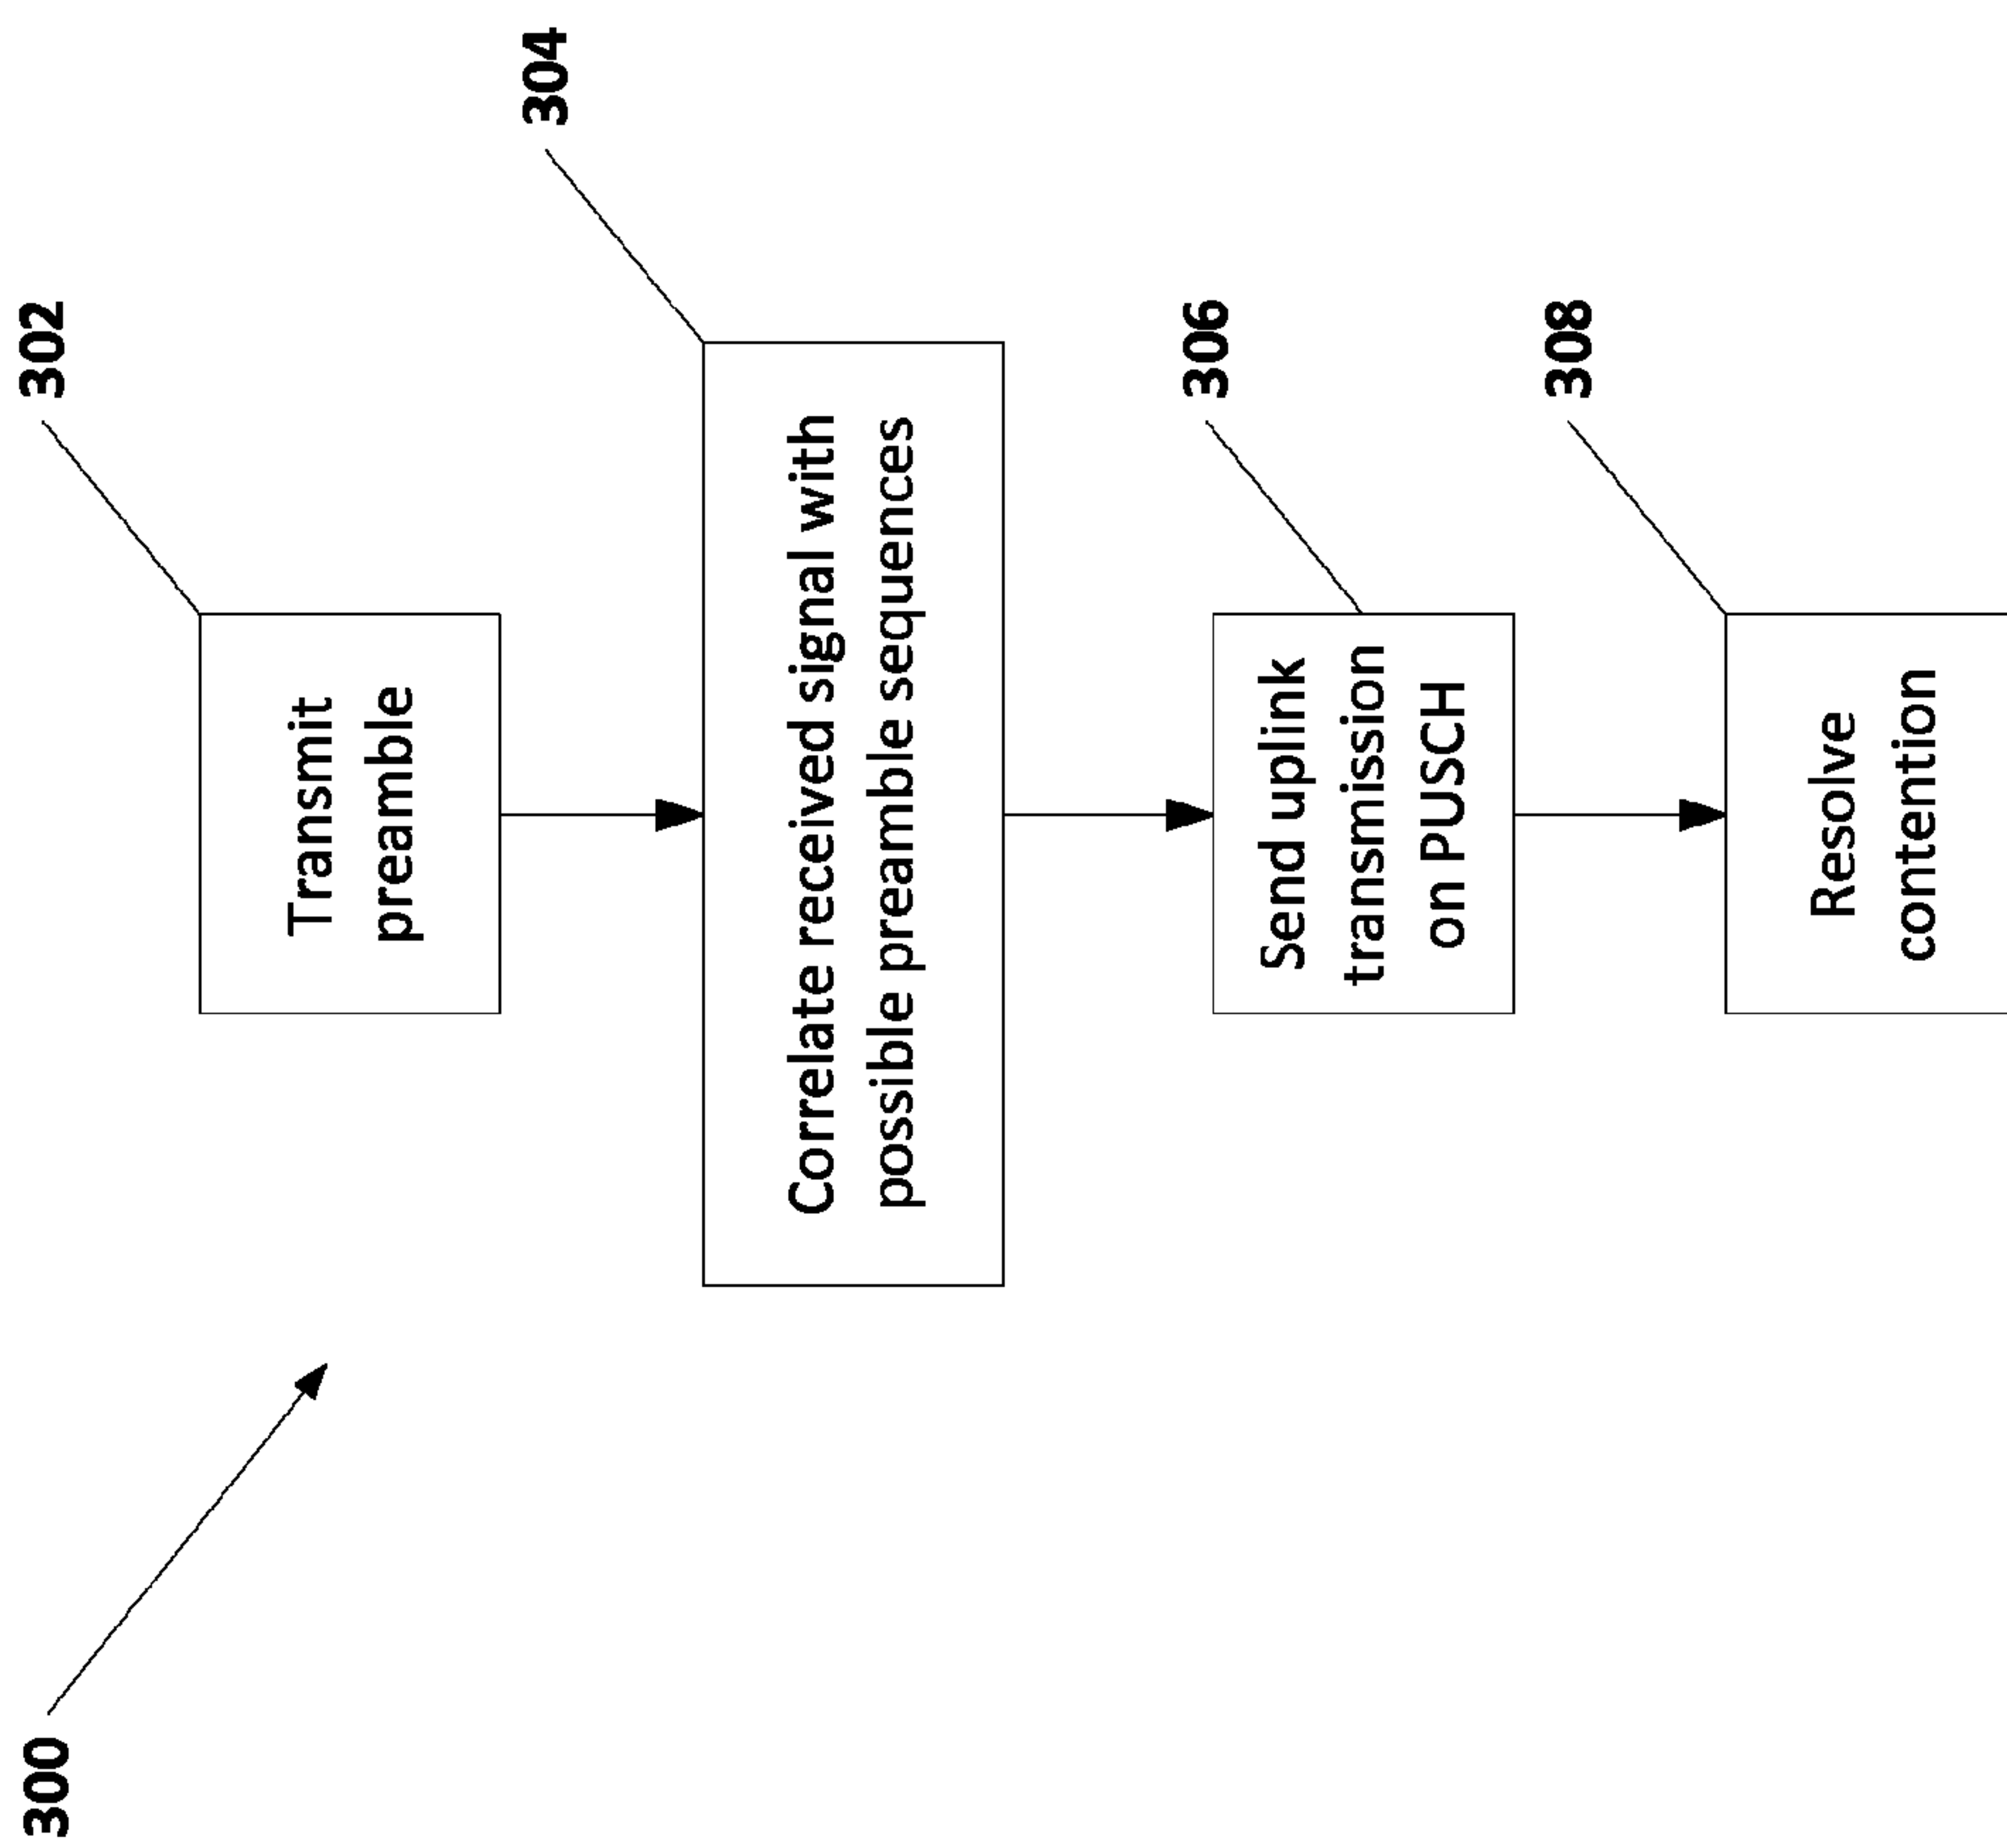 300
302
Transmit
preamble
304
Correlate received signal with
possible preamble sequences
306
Send uplink
transmission
on PUSCH
308
Resolve
contention